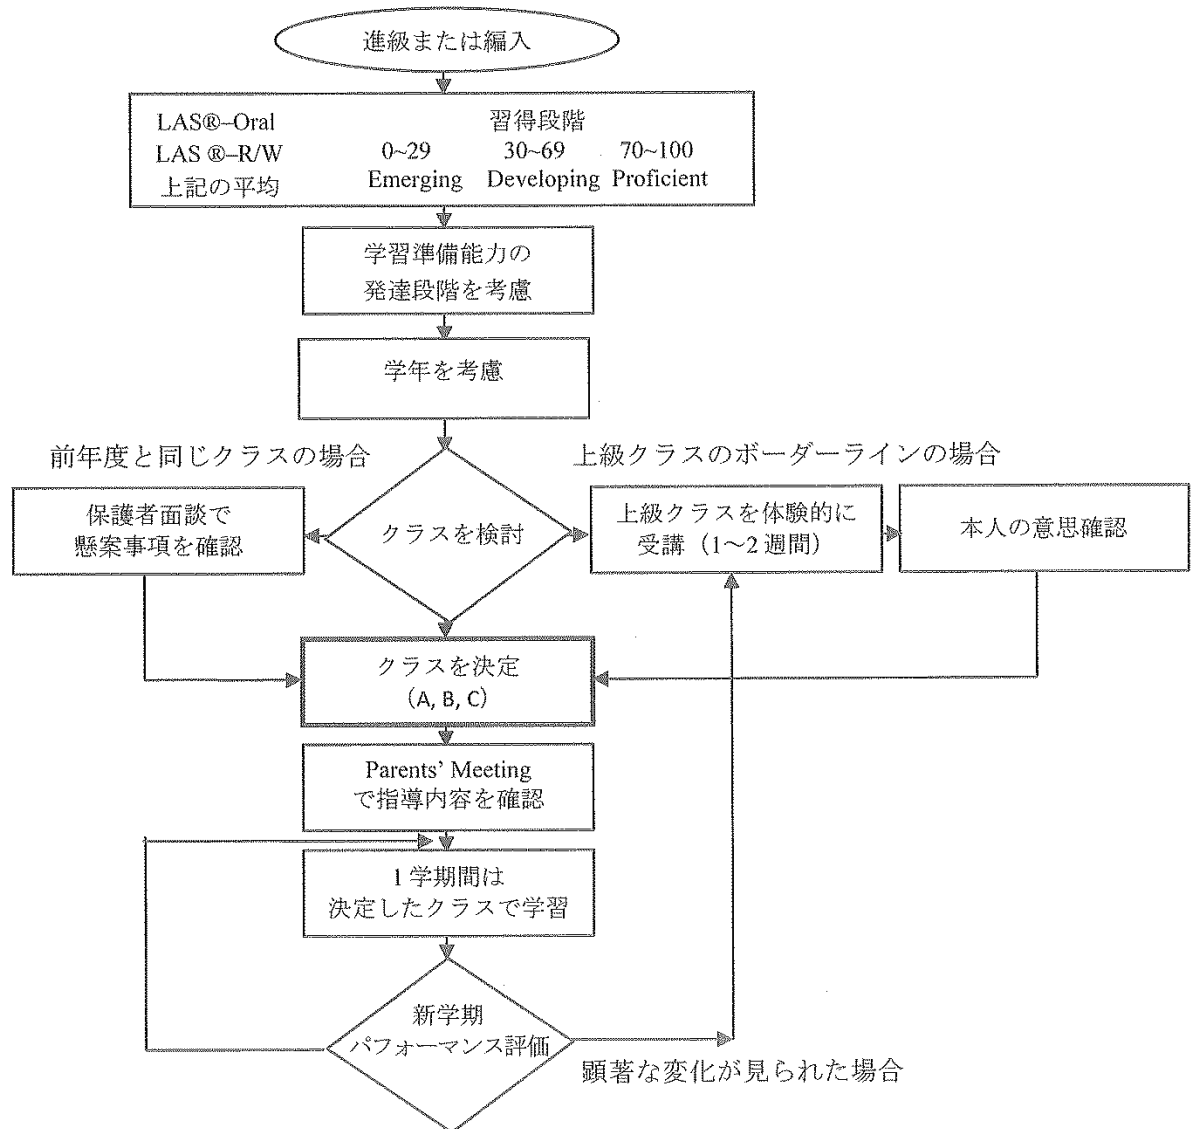 進級または編入
LAS®–Oral 習得段階
LAS ®–R/W 0~29 30~69 70~100
上記の平均 Emerging Developing Proficient
学習準備能力の
発達段階を考慮
学年を考慮
前年度と同じクラスの場合
上級クラスのボーダーラインの場合
保護者面談で
懸案事項を確認
クラスを検討
上級クラスを体験的に
受講（1～2 週間）
本人の意思確認
クラスを決定
（A, B, C）
Parents’ Meeting
で指導内容を確認
1 学期間は
決定したクラスで学習
新学期
パフォーマンス評価
顕著な変化が見られた場合